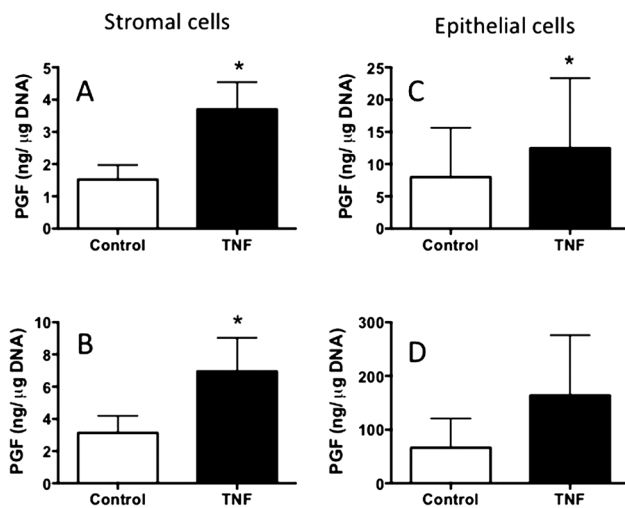 Stromal cells
Epithelial cells
A
PGF (ng/ µg DNA)
5
4
3
2
1
0
*
Control
TNF
C
PGF (ng/ µg DNA)
25
20
15
10
5
0
*
Control
TNF
B
PGF (ng/ µg DNA)
10
8
6
4
2
0
*
Control
TNF
D
PGF (ng/ µg DNA)
300
200
100
0
Control
TNF